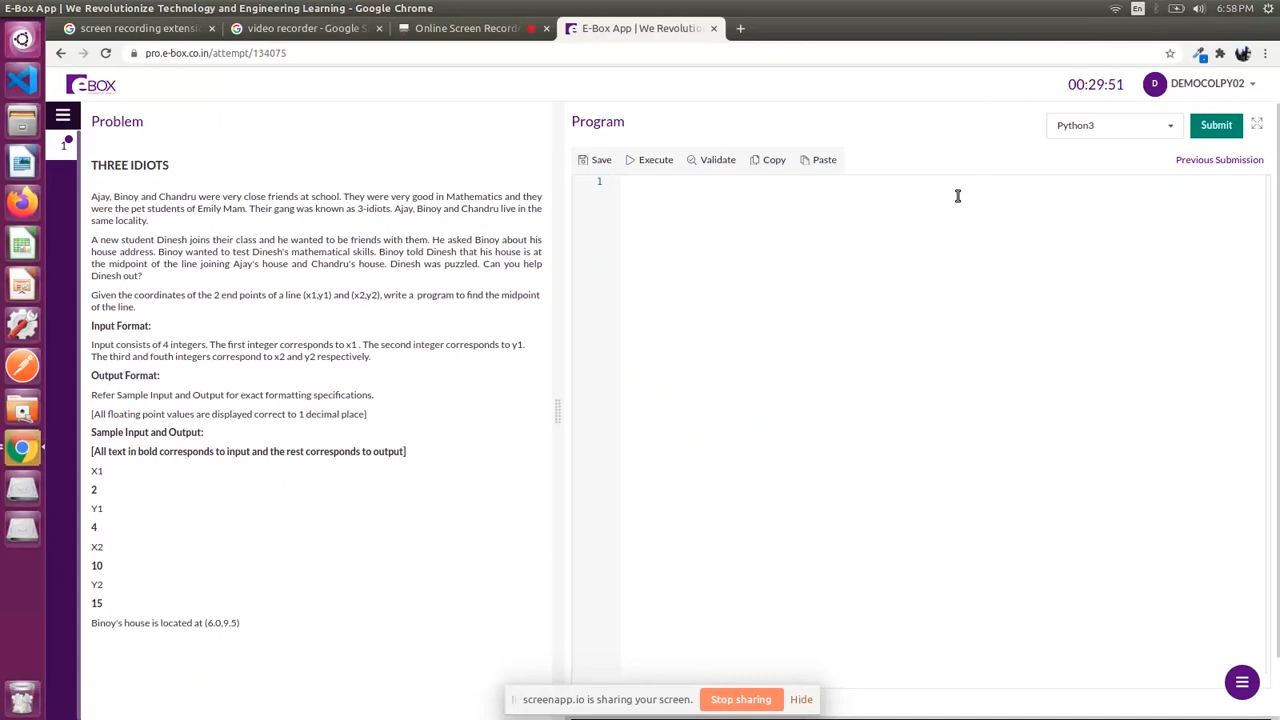 E-Box App | We Revolutionize Technology and Engineering Learning - Google Chrome
En
6:58 PM
screen recording extensi
video recorder - Google S
Online Screen Recorder
E-Box App | We Revolutio
pro.e-box.co.in/attempt/134075
e-BOX
00:29:51
D
DEMOCOLPY02
1
Problem
THREE IDIOTS
Ajay, Binoy and Chandru were very close friends at school. They were very good in Mathematics and they
were the pet students of Emily Mam. Their gang was known as 3-idiots. Ajay, Binoy and Chandru live in the
same locality.
A new student Dinesh joins their class and he wanted to be friends with them. He asked Binoy about his
house address. Binoy wanted to test Dinesh's mathematical skills. Binoy told Dinesh that his house is at
the midpoint of the line joining Ajay's house and Chandru's house. Dinesh was puzzled. Can you help
Dinesh out?
Given the coordinates of the 2 end points of a line (x1,y1) and (x2,y2), write a program to find the midpoint
of the line.
Input Format:
Input consists of 4 integers. The first integer corresponds to x1 . The second integer corresponds to y1.
The third and fouth integers correspond to x2 and y2 respectively.
Output Format:
Refer Sample Input and Output for exact formatting specifications.
[All floating point values are displayed correct to 1 decimal place]
Sample Input and Output:
[All text in bold corresponds to input and the rest corresponds to output]
X1
2
Y1
4
X2
10
Y2
15
Binoy's house is located at (6.0,9.5)
Program
Python3
Submit
Save
Execute
Validate
Copy
Paste
Previous Submission
1
screenapp.io is sharing your screen.
Stop sharing
Hide